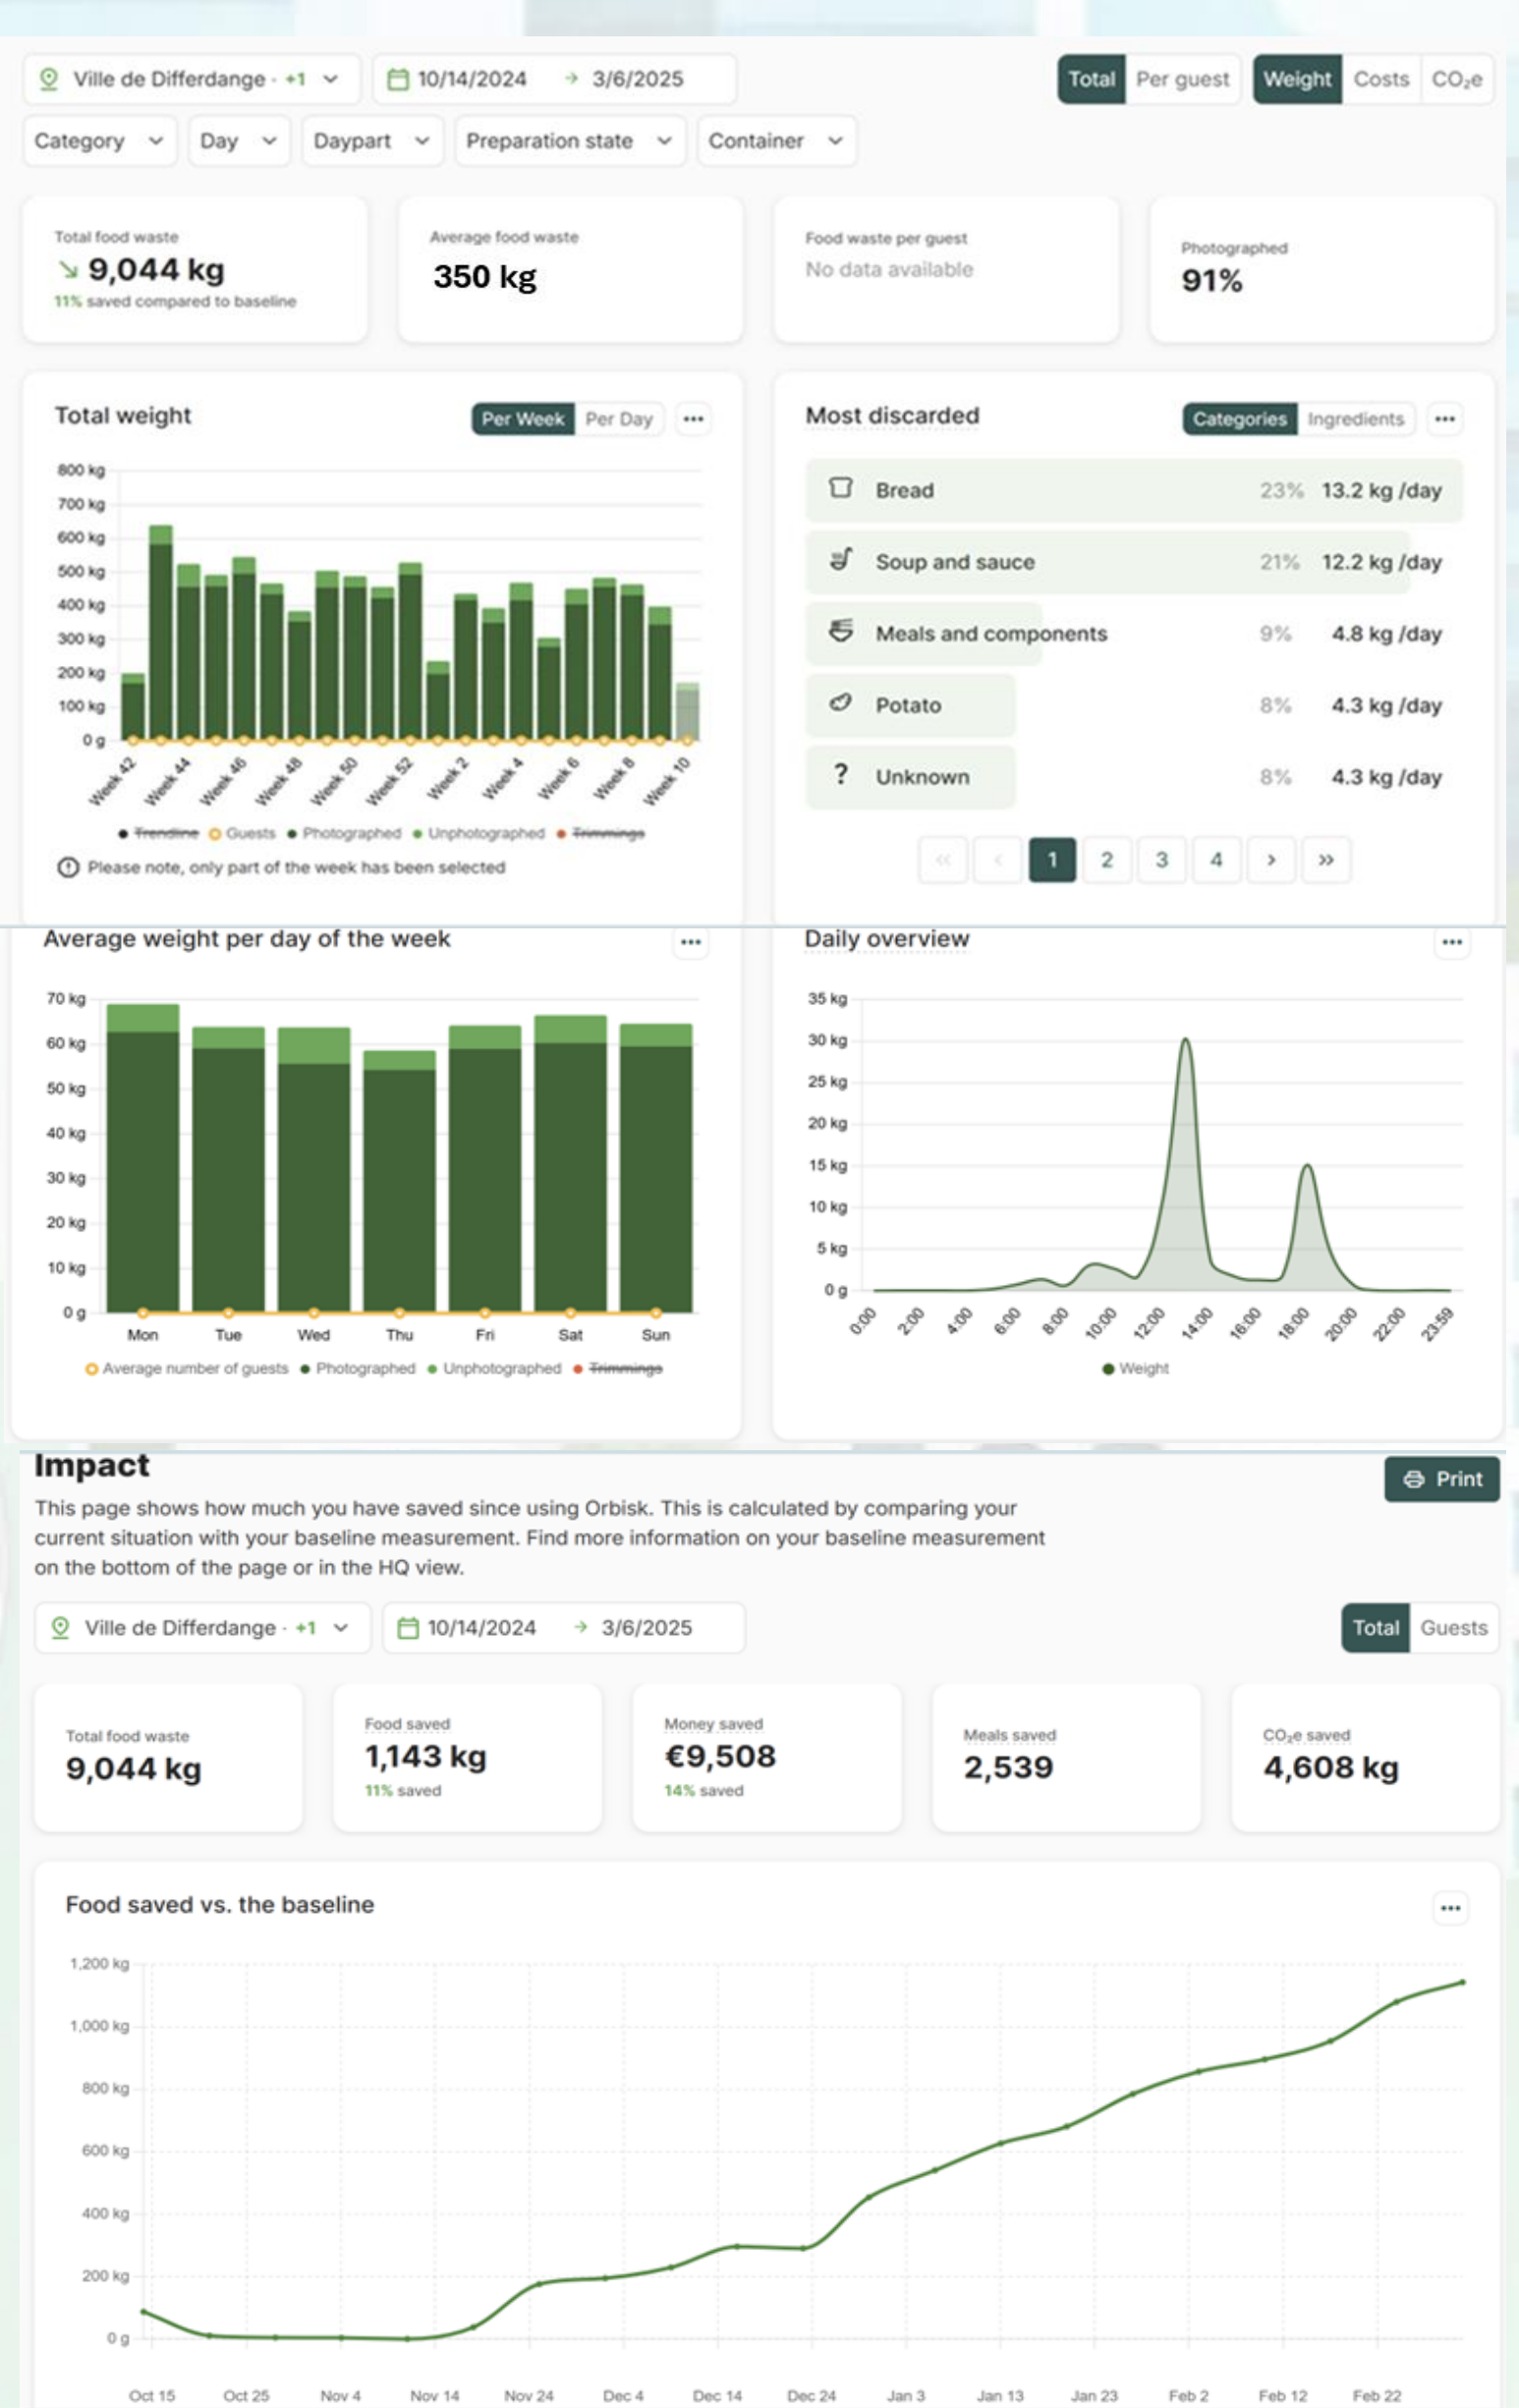 Ville de Differdange · +1
10/14/2024 → 3/6/2025
Total Per guest
Weight Costs CO₂e
Category Day Daypart Preparation state Container
Total food waste
9,044 kg
11% saved compared to baseline
Average food waste
350 kg
Food waste per guest
No data available
Photographed
91%
Total weight
Per Week Per Day
800 kg
700 kg
600 kg
500 kg
400 kg
300 kg
200 kg
100 kg
0 g
Week 42 Week 44 Week 46 Week 48 Week 50 Week 52 Week 2 Week 4 Week 6 Week 8 Week 10
Trendline Guests Photographed Unphotographed Trimmings
Please note, only part of the week has been selected
Most discarded
Categories Ingredients
Bread 23% 13.2 kg /day
Soup and sauce 21% 12.2 kg /day
Meals and components 9% 4.8 kg /day
Potato 8% 4.3 kg /day
? Unknown 8% 4.3 kg /day
« ‹ 1 2 3 4 › »
Average weight per day of the week
70 kg
60 kg
50 kg
40 kg
30 kg
20 kg
10 kg
0 g
Mon Tue Wed Thu Fri Sat Sun
Average number of guests Photographed Unphotographed Trimmings
Daily overview
35 kg
30 kg
25 kg
20 kg
15 kg
10 kg
5 kg
0 g
0:00 2:00 4:00 6:00 8:00 10:00 12:00 14:00 16:00 18:00 20:00 22:00 23:59
Weight
Impact
Print
This page shows how much you have saved since using Orbisk. This is calculated by comparing your
current situation with your baseline measurement. Find more information on your baseline measurement
on the bottom of the page or in the HQ view.
Ville de Differdange · +1
10/14/2024 → 3/6/2025
Total Guests
Total food waste
9,044 kg
Food saved
1,143 kg
11% saved
Money saved
€9,508
14% saved
Meals saved
2,539
CO₂e saved
4,608 kg
Food saved vs. the baseline
1,200 kg
1,000 kg
800 kg
600 kg
400 kg
200 kg
0 g
Oct 15 Oct 25 Nov 4 Nov 14 Nov 24 Dec 4 Dec 14 Dec 24 Jan 3 Jan 13 Jan 23 Feb 2 Feb 12 Feb 22